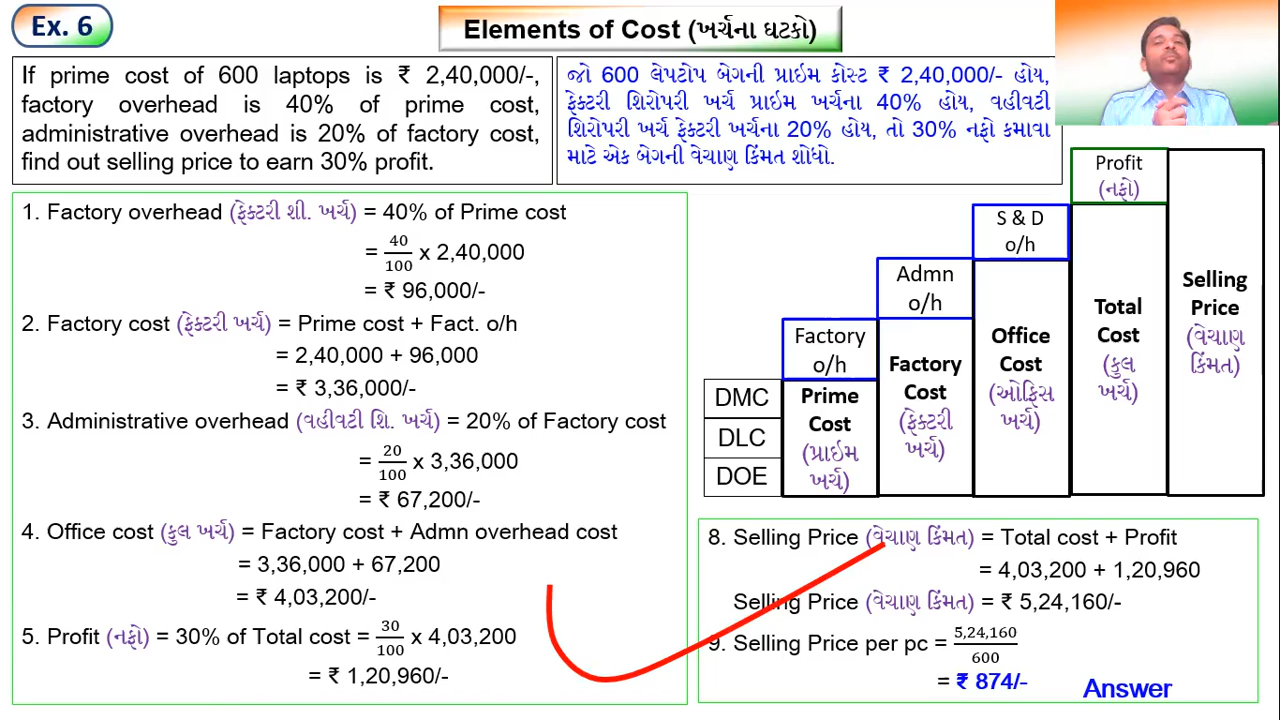 Ex. 6
Elements of Cost (ખર્ચના ઘટકો)
If prime cost of 600 laptops is ₹ 2,40,000/-,
factory overhead is 40% of prime cost,
administrative overhead is 20% of factory cost,
find out selling price to earn 30% profit.
જો 600 લેપટોપ બેગની પ્રાઇમ કોસ્ટ ₹ 2,40,000/- હોય,
ફેક્ટરી શિરોપરી ખર્ચ પ્રાઇમ ખર્ચના 40% હોય, વહીવટી
શિરોપરી ખર્ચ ફેક્ટરી ખર્ચના 20% હોય, તો 30% નફો કમાવા
માટે એક બેગની વેચાણ કિંમત શોધો.
1. Factory overhead (ફેક્ટરી શી. ખર્ચ) = 40% of Prime cost
= 40/100 x 2,40,000
= ₹ 96,000/-
2. Factory cost (ફેક્ટરી ખર્ચ) = Prime cost + Fact. o/h
= 2,40,000 + 96,000
= ₹ 3,36,000/-
3. Administrative overhead (વહીવટી શિ. ખર્ચ) = 20% of Factory cost
= 20/100 x 3,36,000
= ₹ 67,200/-
4. Office cost (કુલ ખર્ચ) = Factory cost + Admn overhead cost
= 3,36,000 + 67,200
= ₹ 4,03,200/-
5. Profit (નફો) = 30% of Total cost = 30/100 x 4,03,200
= ₹ 1,20,960/-
DMC
DLC
DOE
Factory
o/h
Prime
Cost
(પ્રાઇમ
ખર્ચ)
Admn
o/h
Factory
Cost
(ફેક્ટરી
ખર્ચ)
S & D
o/h
Office
Cost
(ઓફિસ
ખર્ચ)
Profit
(નફો)
Total
Cost
(કુલ
ખર્ચ)
Selling
Price
(વેચાણ
કિંમત)
8. Selling Price (વેચાણ કિંમત) = Total cost + Profit
= 4,03,200 + 1,20,960
Selling Price (વેચાણ કિંમત) = ₹ 5,24,160/-
9. Selling Price per pc = 5,24,160/600
= ₹ 874/-
Answer